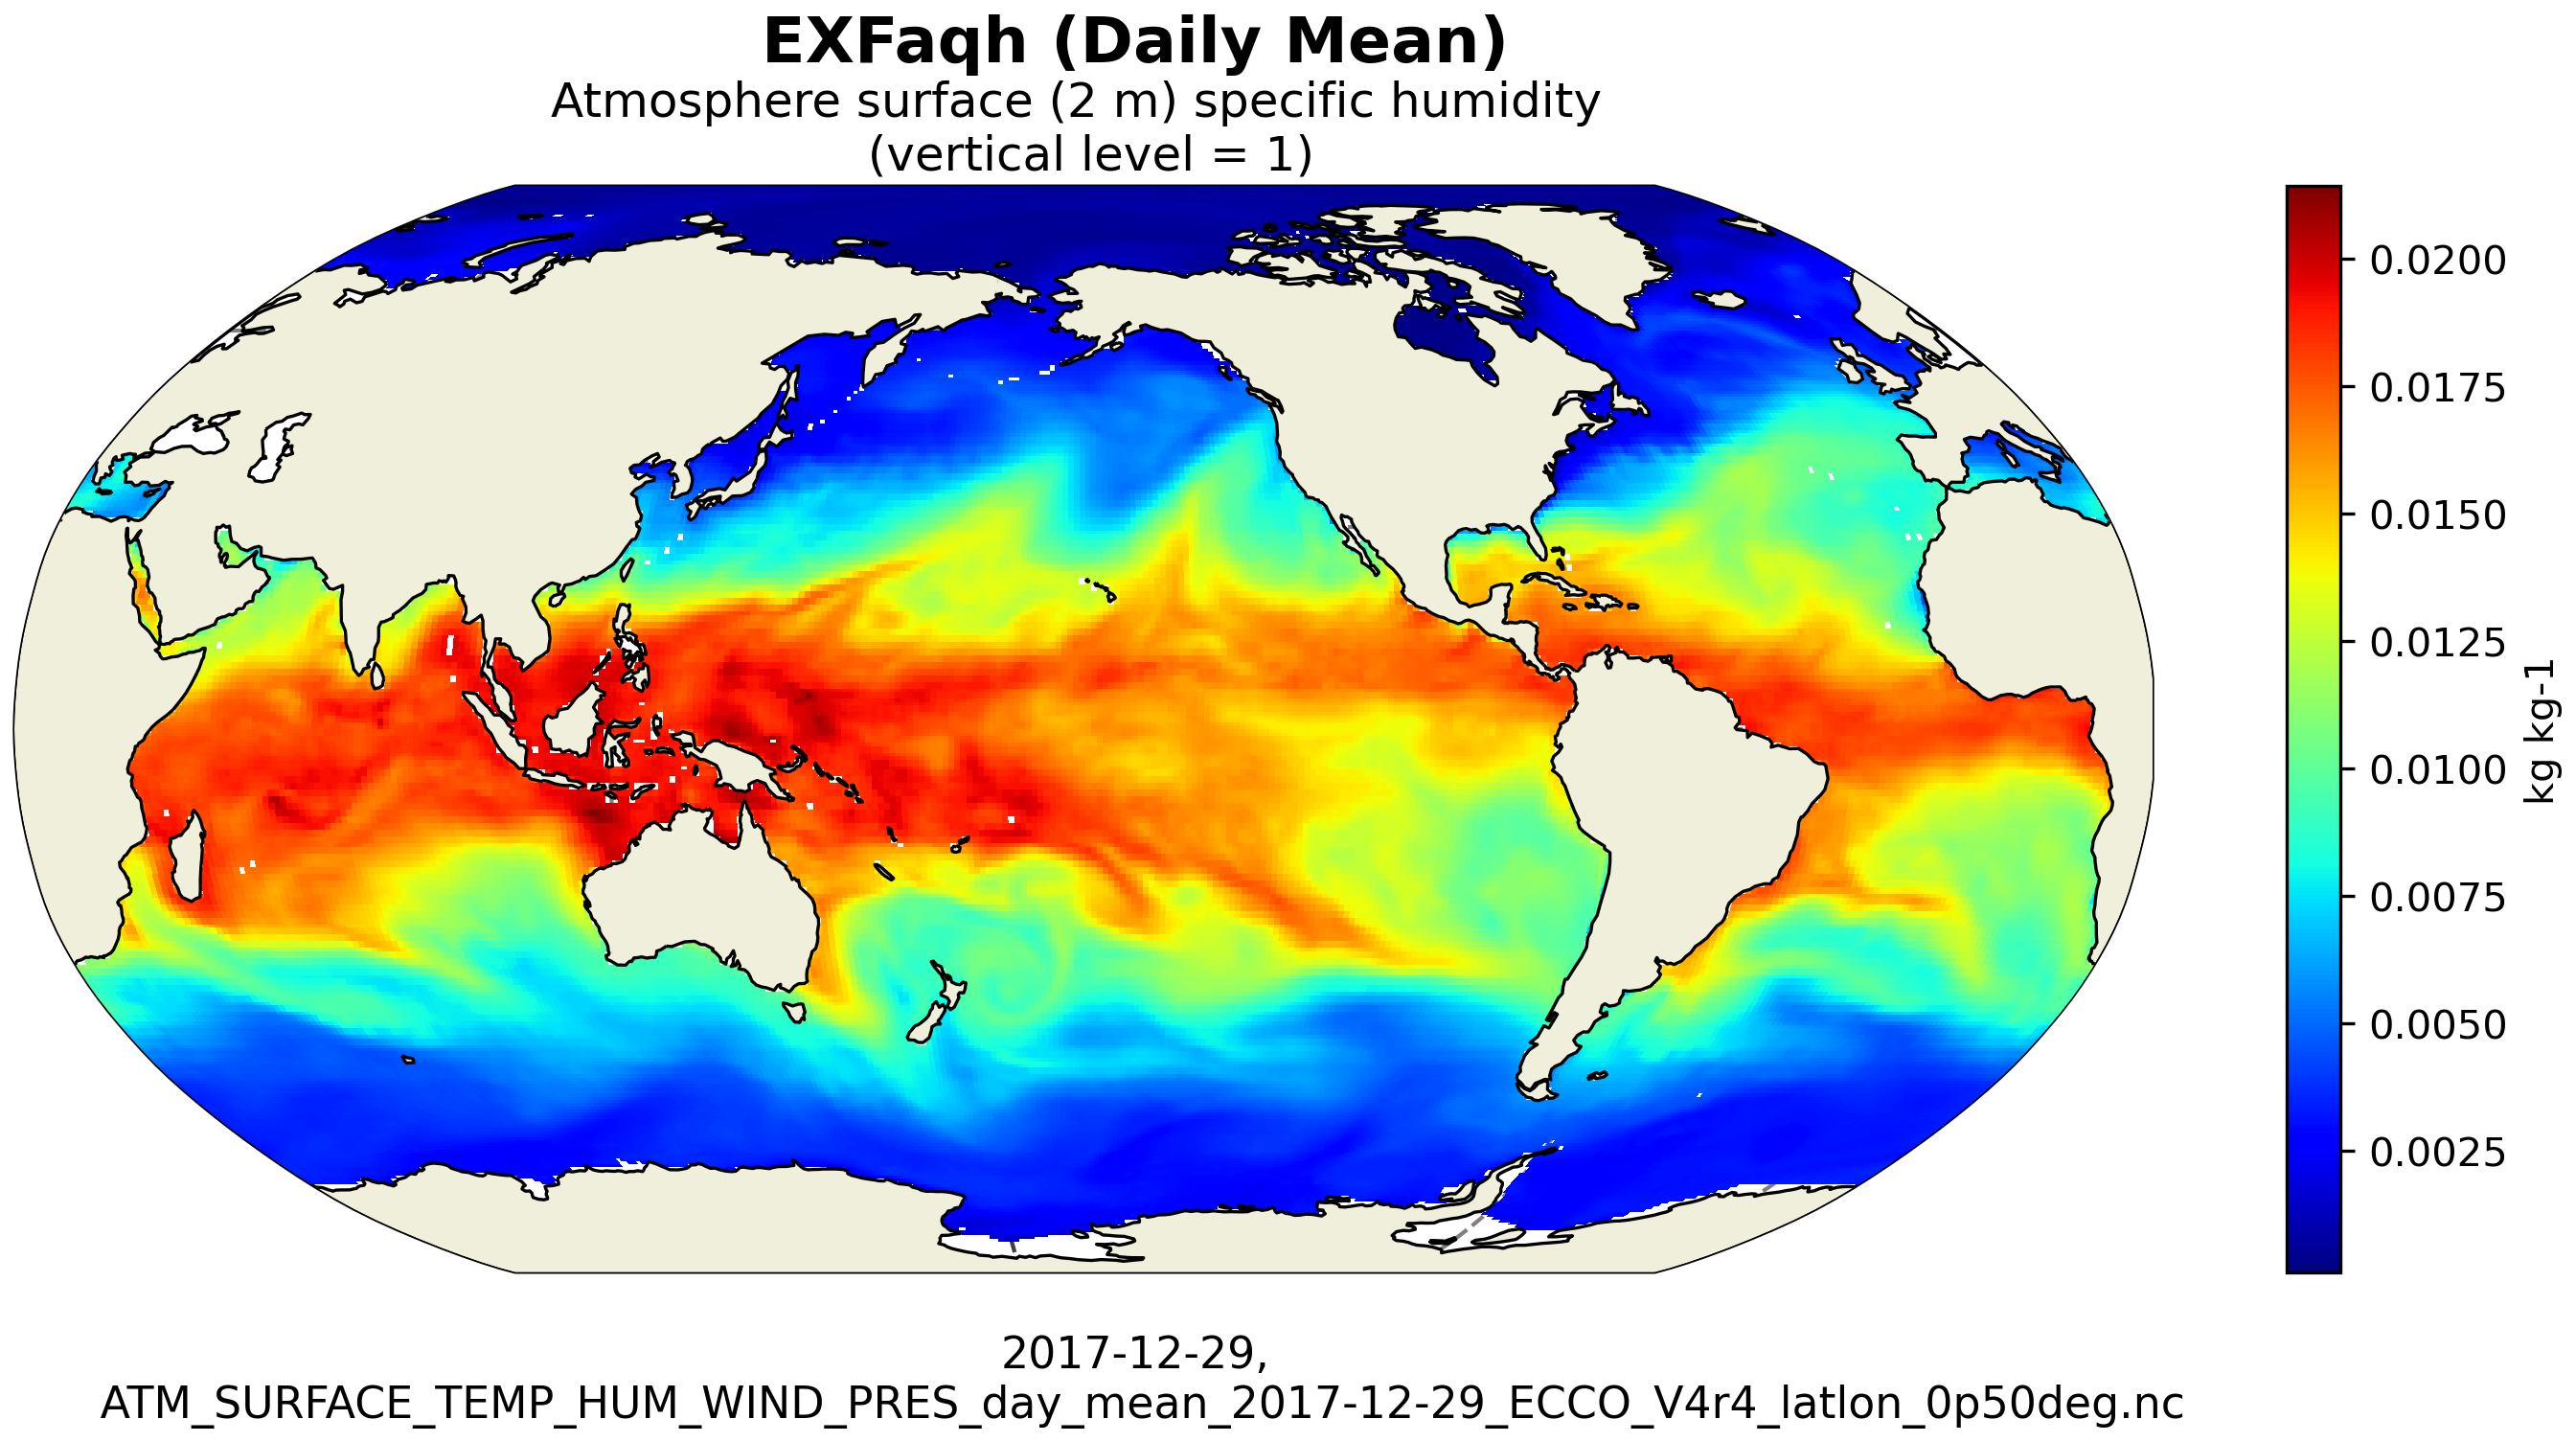 EXFaqh (Daily Mean)
Atmosphere surface (2 m) specific humidity
(vertical level = 1)
0.0200
0.0175
0.0150
0.0125
0.0100
0.0075
0.0050
0.0025
kg kg-1
2017-12-29,
ATM_SURFACE_TEMP_HUM_WIND_PRES_day_mean_2017-12-29_ECCO_V4r4_latlon_0p50deg.nc